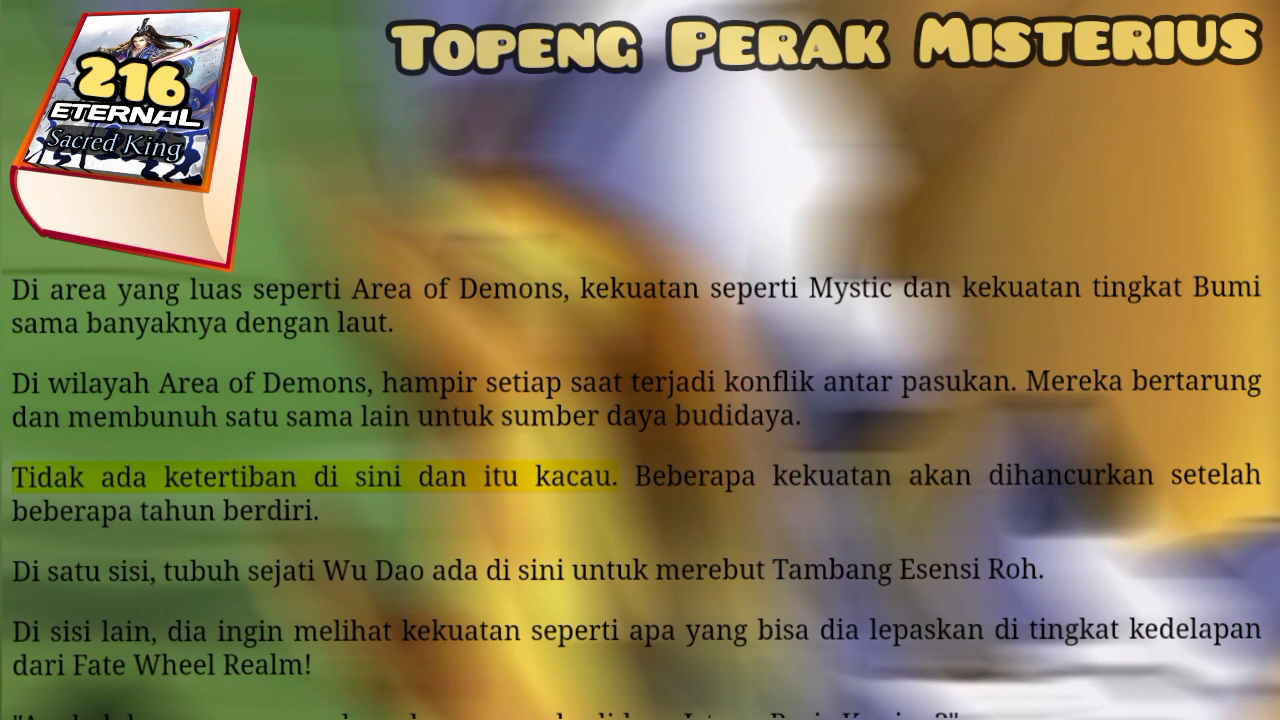 Topeng Perak Misterius
216
ETERNAL
Sacred King
Di area yang luas seperti Area of Demons, kekuatan seperti Mystic dan kekuatan tingkat Bumi
sama banyaknya dengan laut.
Di wilayah Area of Demons, hampir setiap saat terjadi konflik antar pasukan. Mereka bertarung
dan membunuh satu sama lain untuk sumber daya budidaya.
Tidak ada ketertiban di sini dan itu kacau. Beberapa kekuatan akan dihancurkan setelah
beberapa tahun berdiri.
Di satu sisi, tubuh sejati Wu Dao ada di sini untuk merebut Tambang Esensi Roh.
Di sisi lain, dia ingin melihat kekuatan seperti apa yang bisa dia lepaskan di tingkat kedelapan
dari Fate Wheel Realm!